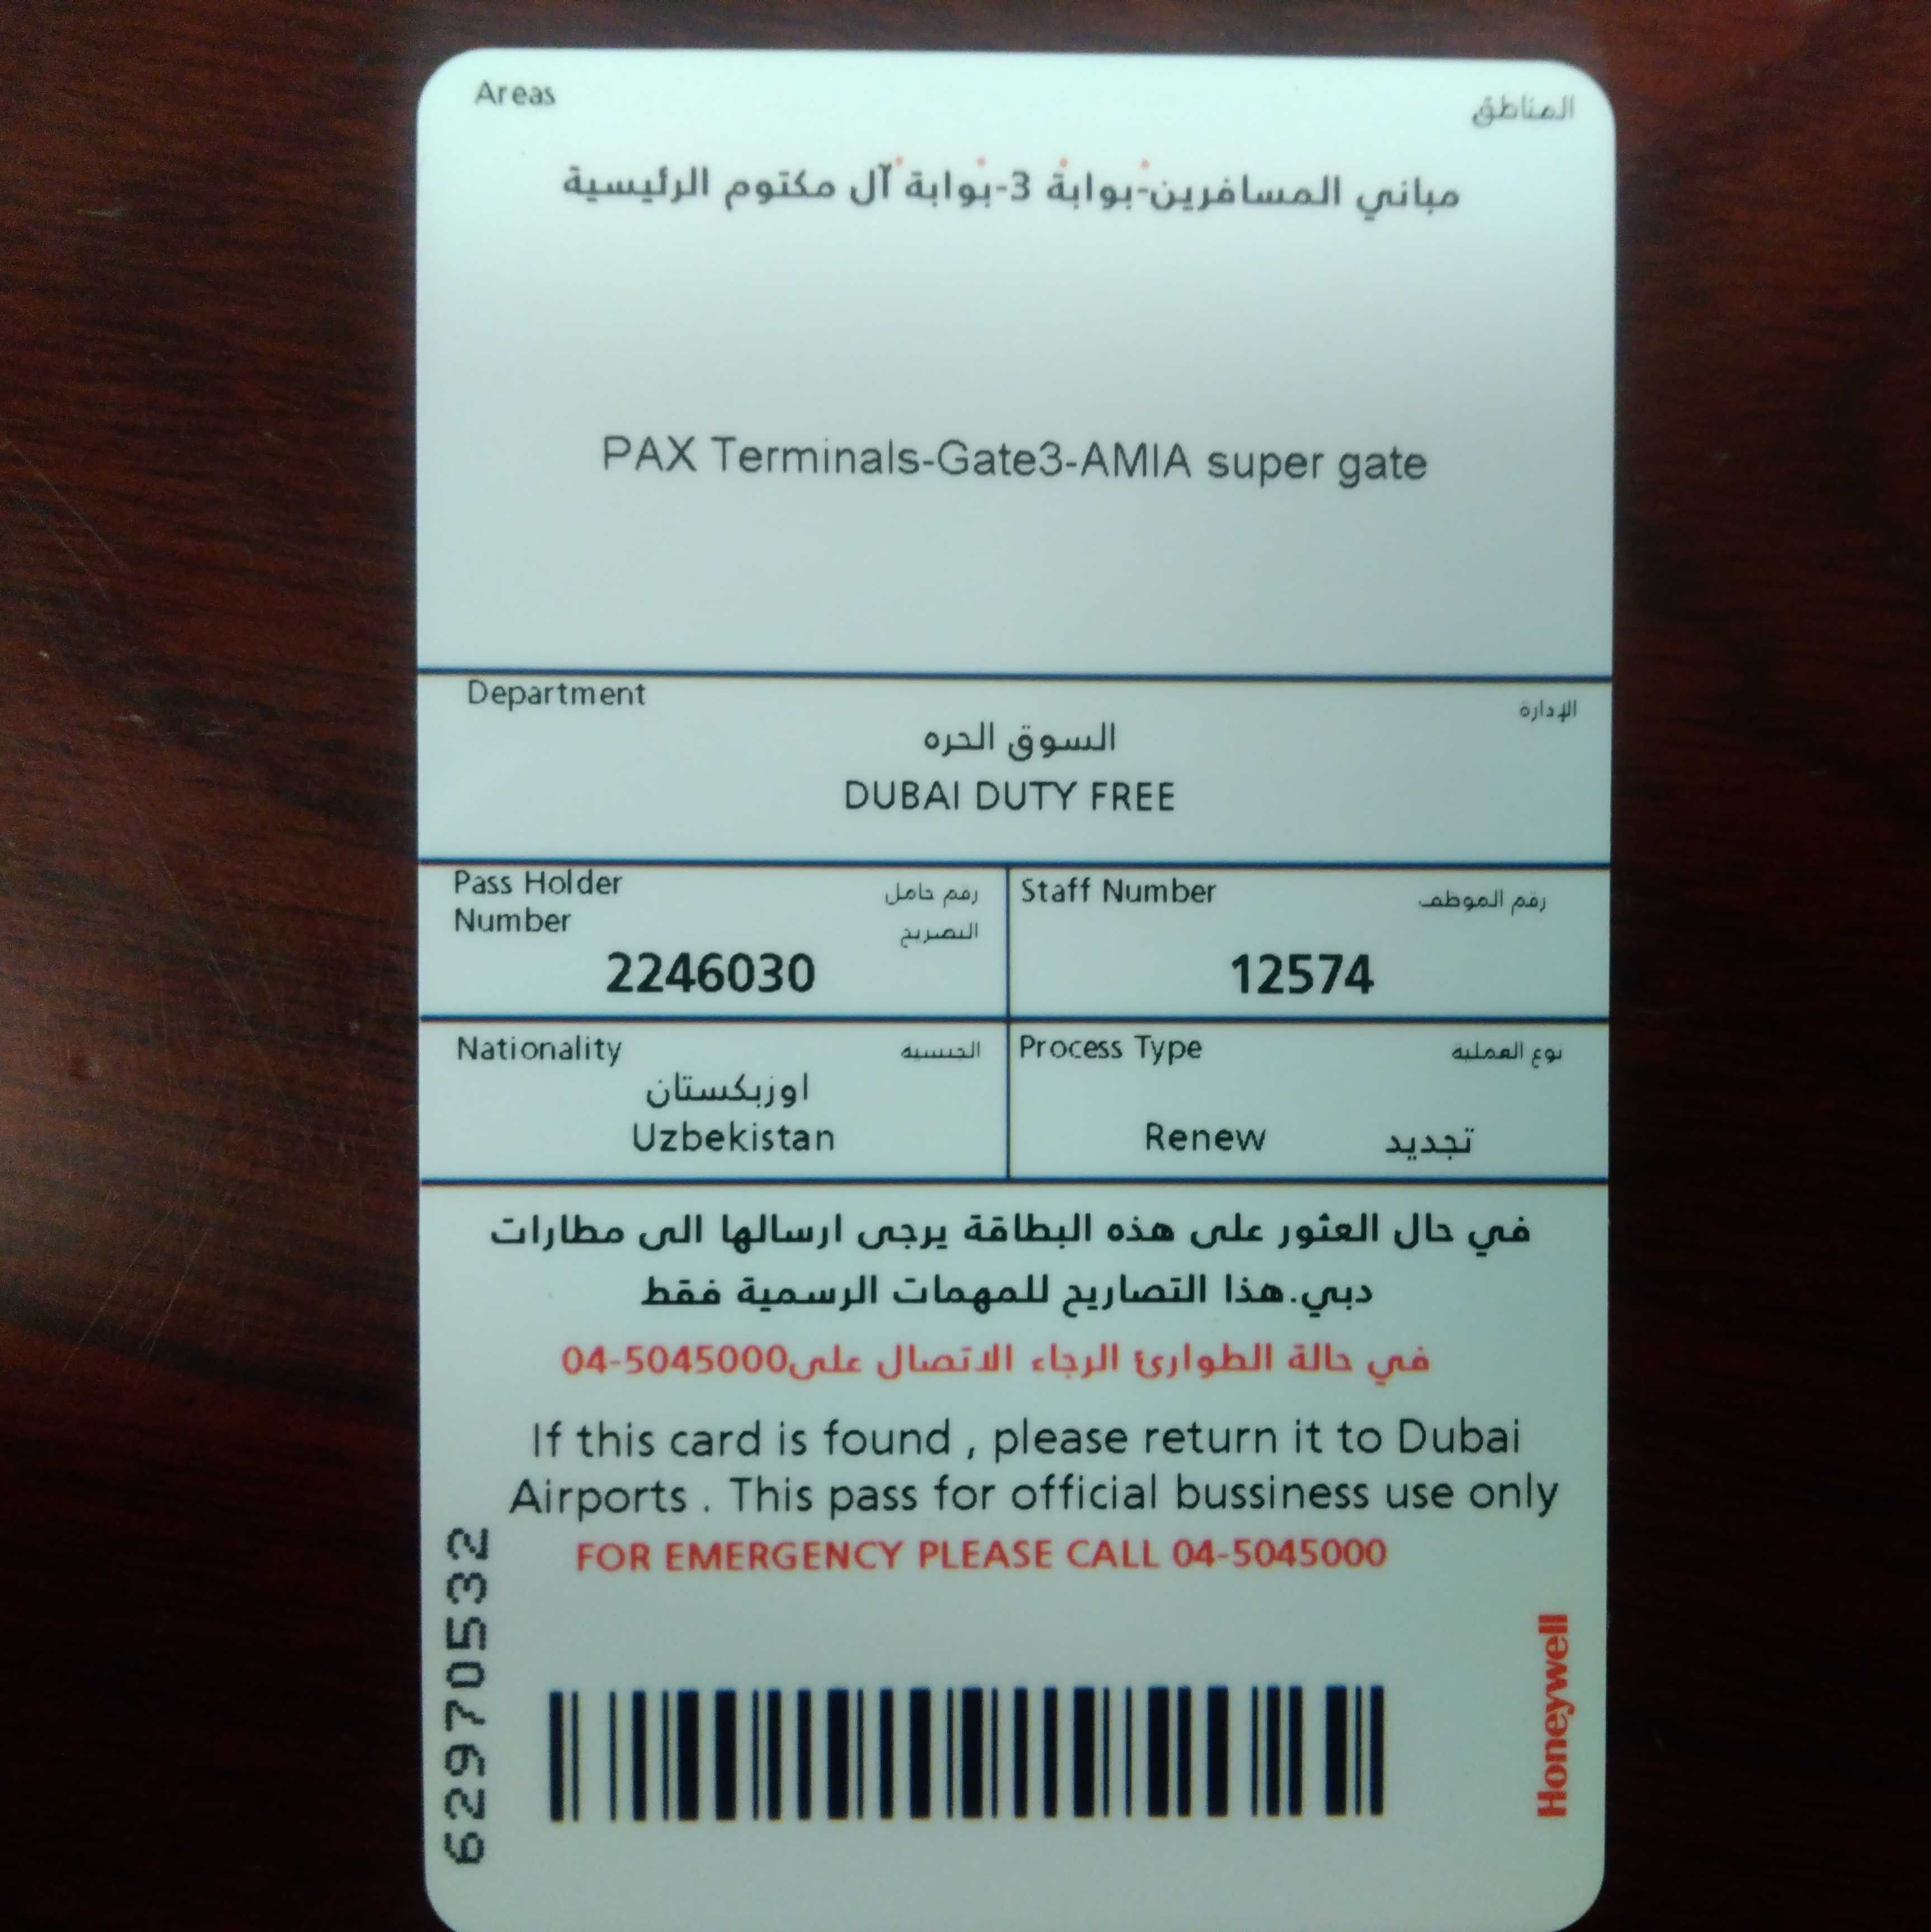 Areas المناطق
مباني المسافرين-بوابة 3-بوابة آل مكتوم الرئيسية
PAX Terminals-Gate3-AMIA super gate
Department الإدارة
السوق الحره
DUBAI DUTY FREE
Pass Holder رقم حامل
Number التصريح
2246030
Staff Number رقم الموظف
12574
Nationality الجنسية
اوزبكستان
Uzbekistan
Process Type نوع العملية
Renew تجديد
في حال العثور على هذه البطاقة يرجى ارسالها الى مطارات
دبي.هذا التصاريح للمهمات الرسمية فقط
في حالة الطوارئ الرجاء الاتصال على04-5045000
If this card is found , please return it to Dubai
Airports . This pass for official bussiness use only
FOR EMERGENCY PLEASE CALL 04-5045000
62970532
Honeywell